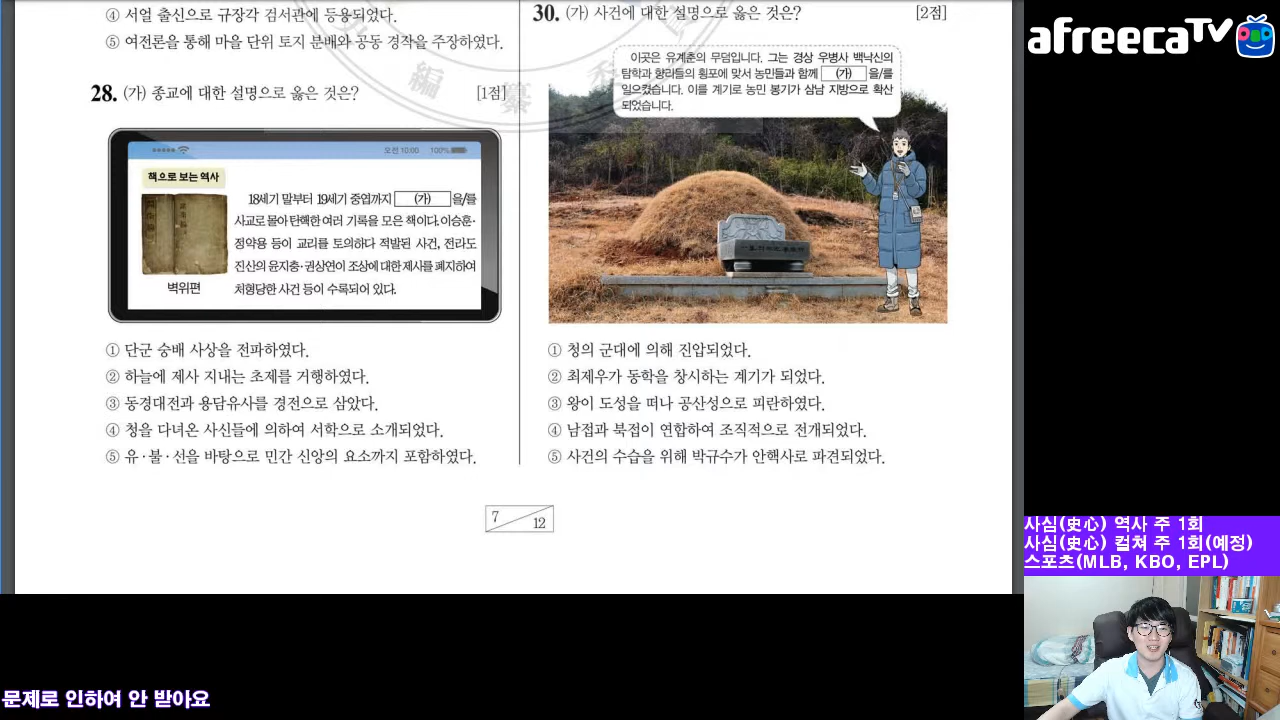 ④ 서얼 출신으로 규장각 검서관에 등용되었다.
⑤ 여전론을 통해 마을 단위 토지 분배와 공동 경작을 주장하였다.
28. (가) 종교에 대한 설명으로 옳은 것은? [1점]
오전 10:00 100%
책으로 보는 역사
18세기 말부터 19세기 중엽까지 (가) 을/를
사교로 몰아 탄핵한 여러 기록을 모은 책이다. 이승훈·
정약용 등이 교리를 토의하다 적발된 사건, 전라도
진산의 윤지충·권상연이 조상에 대한 제사를 폐지하여
처형당한 사건 등이 수록되어 있다.
벽위편
① 단군 숭배 사상을 전파하였다.
② 하늘에 제사 지내는 초제를 거행하였다.
③ 동경대전과 용담유사를 경전으로 삼았다.
④ 청을 다녀온 사신들에 의하여 서학으로 소개되었다.
⑤ 유·불·선을 바탕으로 민간 신앙의 요소까지 포함하였다.
30. (가) 사건에 대한 설명으로 옳은 것은? [2점]
이곳은 유계춘의 무덤입니다. 그는 경상 우병사 백낙신의
탐학과 향리들의 횡포에 맞서 농민들과 함께 (가) 을/를
일으켰습니다. 이를 계기로 농민 봉기가 삼남 지방으로 확산
되었습니다.
① 청의 군대에 의해 진압되었다.
② 최제우가 동학을 창시하는 계기가 되었다.
③ 왕이 도성을 떠나 공산성으로 피란하였다.
④ 남접과 북접이 연합하여 조직적으로 전개되었다.
⑤ 사건의 수습을 위해 박규수가 안핵사로 파견되었다.
7 12
afreecaTV
사심(史心) 역사 주 1회
사심(史心) 컬쳐 주 1회(예정)
스포츠(MLB, KBO, EPL)
문제로 인하여 안 받아요